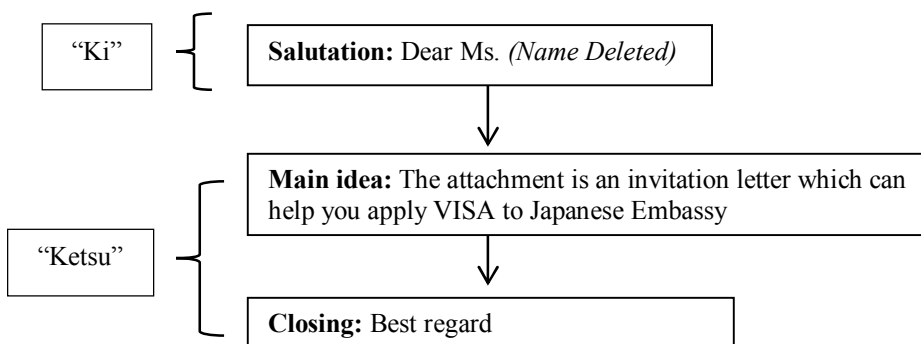 “Ki”
Salutation: Dear Ms. (Name Deleted)
Main idea: The attachment is an invitation letter which can
help you apply VISA to Japanese Embassy
“Ketsu”
Closing: Best regard